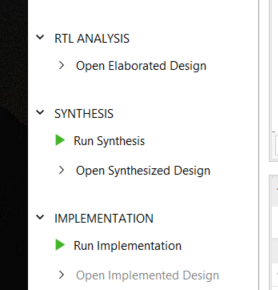 RTL ANALYSIS
Open Elaborated Design
SYNTHESIS
Run Synthesis
Open Synthesized Design
IMPLEMENTATION
Run Implementation
Open Implemented Design